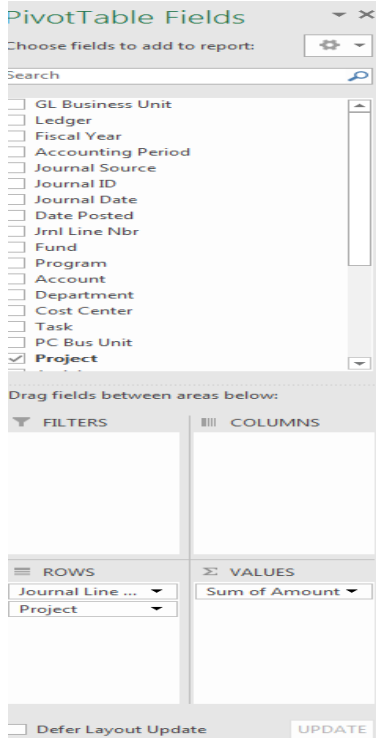 PivotTable Fields
Choose fields to add to report:
Search
GL Business Unit
Ledger
Fiscal Year
Accounting Period
Journal Source
Journal ID
Journal Date
Date Posted
Jrnl Line Nbr
Fund
Program
Account
Department
Cost Center
Task
PC Bus Unit
Project
Drag fields between areas below:
FILTERS
COLUMNS
ROWS
Journal Line ...
Project
Σ VALUES
Sum of Amount
Defer Layout Update
UPDATE